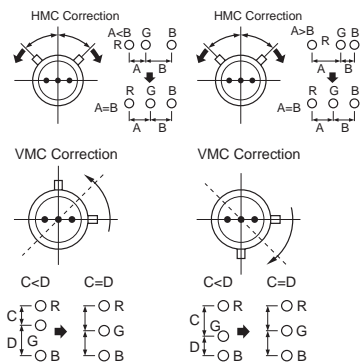 HMC Correction
A<B
R G B
A B
R G B
A=B
A B
HMC Correction
A>B
R G B
A B
R G B
A=B
A B
VMC Correction
C<D
C=D
R
C
D
G
B
R
G
B
VMC Correction
C<D
C=D
R
C
G
D
B
R
G
B